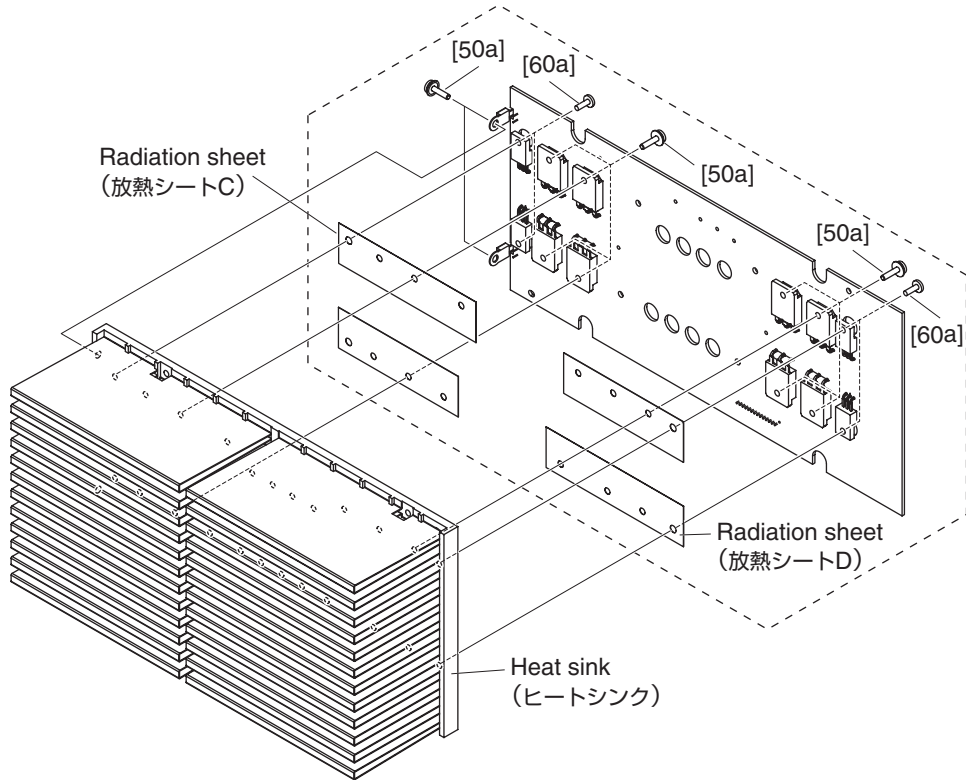 [50a]
[60a]
[50a]
Radiation sheet
（放熱シートC）
[50a]
[60a]
Radiation sheet
（放熱シートD）
Heat sink
（ヒートシンク）